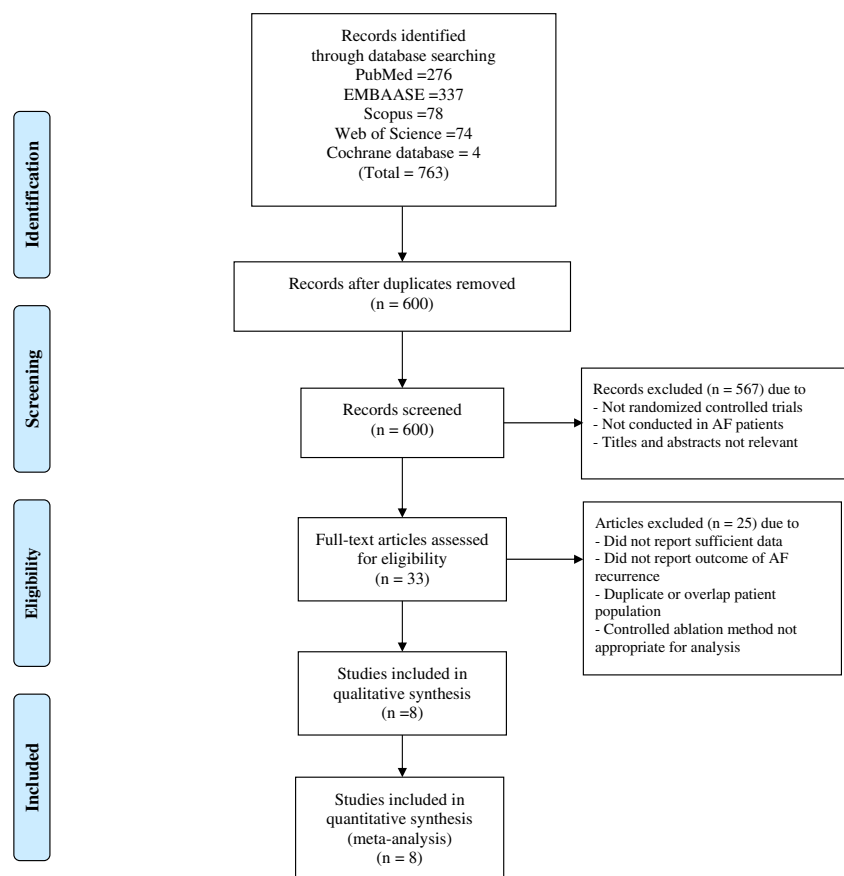 Records identified
through database searching
PubMed =276
EMBAASE =337
Scopus =78
Web of Science =74
Cochrane database = 4
(Total = 763)
Identification
Records after duplicates removed
(n = 600)
Screening
Records screened
(n = 600)
Records excluded (n = 567) due to
- Not randomized controlled trials
- Not conducted in AF patients
- Titles and abstracts not relevant
Eligibility
Full-text articles assessed
for eligibility
(n = 33)
Articles excluded (n = 25) due to
- Did not report sufficient data
- Did not report outcome of AF
recurrence
- Duplicate or overlap patient
population
- Controlled ablation method not
appropriate for analysis
Studies included in
qualitative synthesis
(n =8)
Included
Studies included in
quantitative synthesis
(meta-analysis)
(n = 8)